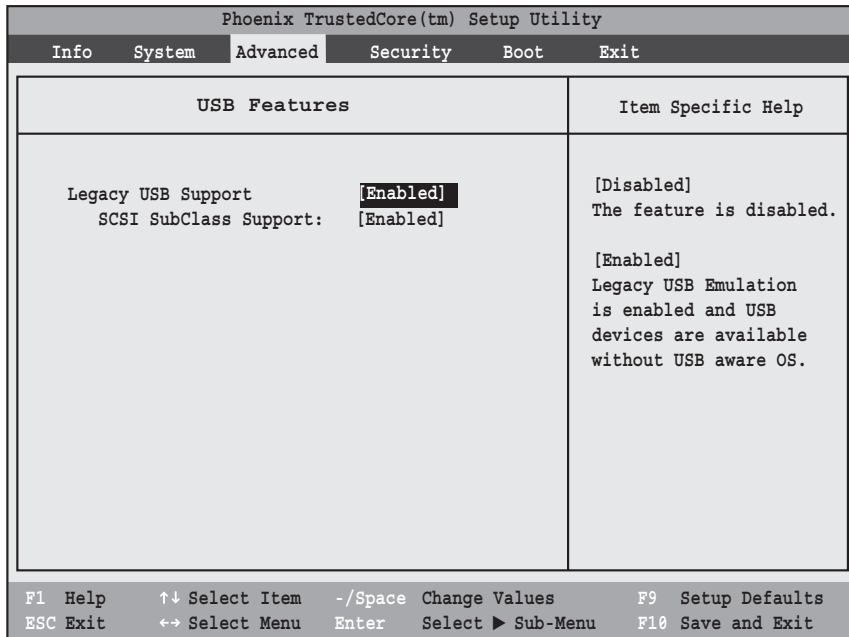 Phoenix TrustedCore(tm) Setup Utility
Info System Advanced Security Boot Exit
USB Features
Legacy USB Support [Enabled]
SCSI SubClass Support: [Enabled]
Item Specific Help
[Disabled]
The feature is disabled.
[Enabled]
Legacy USB Emulation
is enabled and USB
devices are available
without USB aware OS.
F1 Help ↑↓ Select Item -/Space Change Values F9 Setup Defaults
ESC Exit ←→ Select Menu Enter Select ▶ Sub-Menu F10 Save and Exit